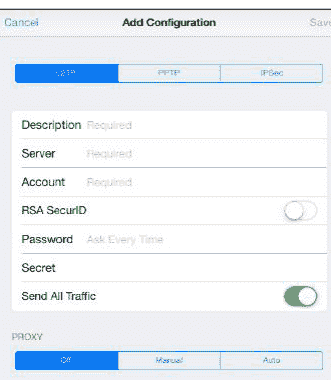 Cancel Add Configuration Save
L2TP PPTP IPSec
Description Required
Server Required
Account Required
RSA SecurID
Password Ask Every Time
Secret
Send All Traffic
PROXY
Off Manual Auto